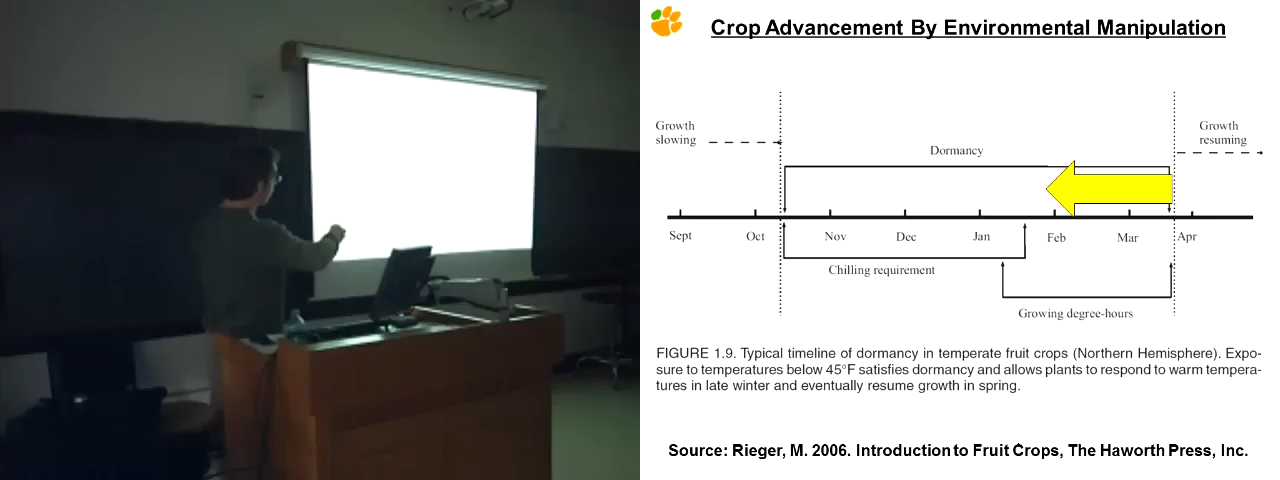 Crop Advancement By Environmental Manipulation
Growth
slowing
Growth
resuming
Dormancy
Sept
Oct
Nov
Dec
Jan
Feb
Mar
Apr
Chilling requirement
Growing degree-hours
FIGURE 1.9. Typical timeline of dormancy in temperate fruit crops (Northern Hemisphere). Expo-
sure to temperatures below 45°F satisfies dormancy and allows plants to respond to warm tempera-
tures in late winter and eventually resume growth in spring.
Source: Rieger, M. 2006. Introduction to Fruit Crops, The Haworth Press, Inc.